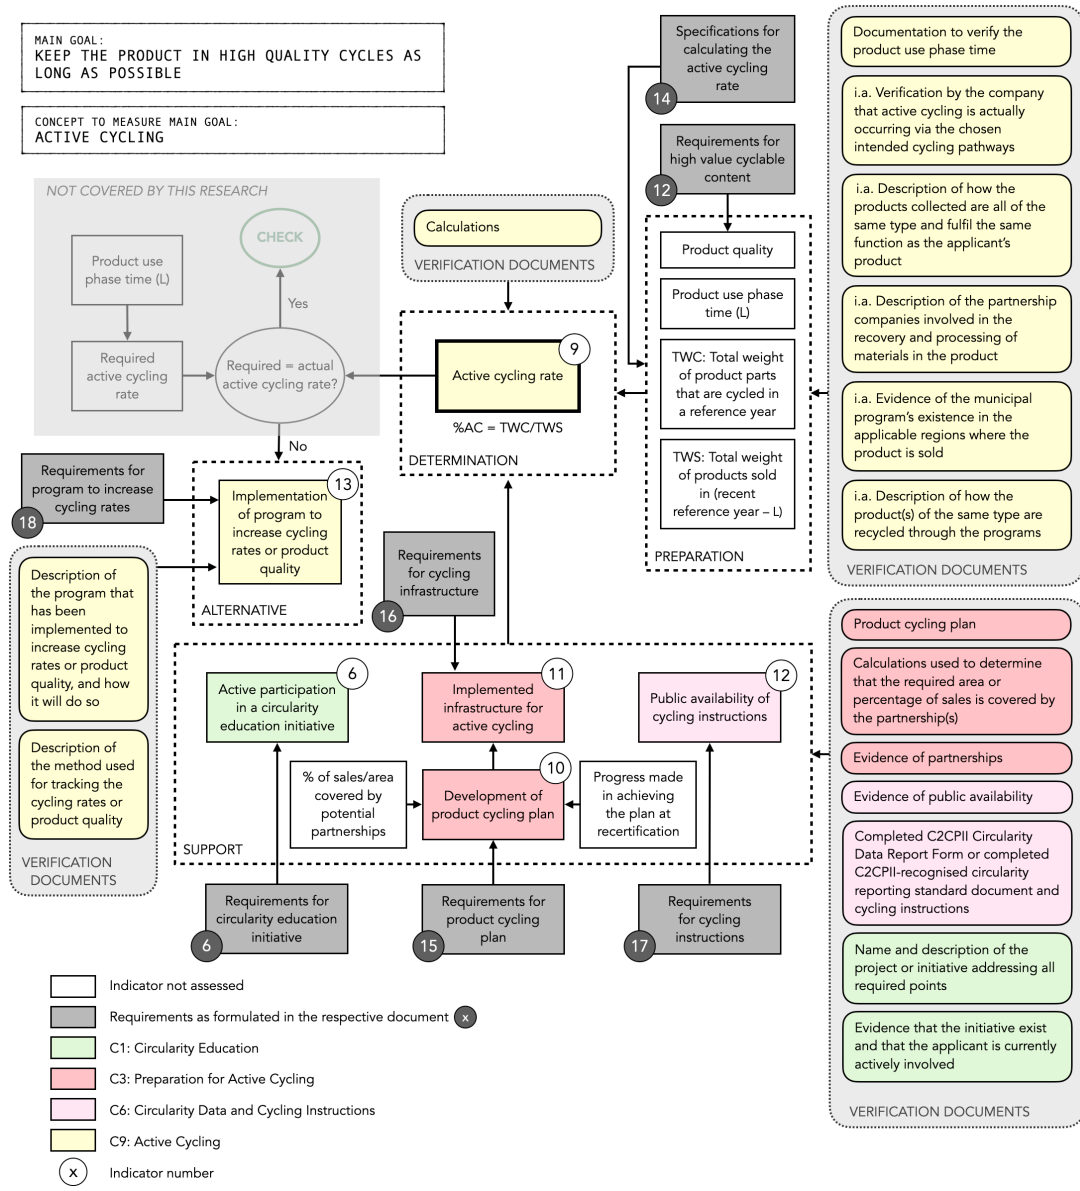 MAIN GOAL:
KEEP THE PRODUCT IN HIGH QUALITY CYCLES AS
LONG AS POSSIBLE
CONCEPT TO MEASURE MAIN GOAL:
ACTIVE CYCLING
NOT COVERED BY THIS RESEARCH
CHECK
Product use
phase time (L)
Yes
Required
active cycling
rate
Required = actual
active cycling rate?
No
Calculations
VERIFICATION DOCUMENTS
9
Active cycling rate
%AC = TWC/TWS
DETERMINATION
Specifications for
calculating the
active cycling
rate
14
Requirements for
high value cyclable
content
12
Product quality
Product use phase
time (L)
TWC: Total weight
of product parts
that are cycled in
a reference year
TWS: Total weight
of products sold
in (recent
reference year – L)
PREPARATION
Documentation to verify the
product use phase time
i.a. Verification by the company
that active cycling is actually
occurring via the chosen
intended cycling pathways
i.a. Description of how the
products collected are all of the
same type and fulfil the same
function as the applicant's
product
i.a. Description of the partnership
companies involved in the
recovery and processing of
materials in the product
i.a. Evidence of the municipal
program's existence in the
applicable regions where the
product is sold
i.a. Description of how the
product(s) of the same type are
recycled through the programs
VERIFICATION DOCUMENTS
Requirements for
program to increase
cycling rates
18
13
Implementation
of program to
increase cycling
rates or product
quality
ALTERNATIVE
Description of
the program that
has been
implemented to
increase cycling
rates or product
quality, and how
it will do so
Description of
the method used
for tracking the
cycling rates or
product quality
VERIFICATION
DOCUMENTS
Requirements
for cycling
infrastructure
16
6
Active participation
in a circularity
education initiative
11
Implemented
infrastructure for
active cycling
12
Public availability of
cycling instructions
% of sales/area
covered by
potential
partnerships
10
Development of
product cycling plan
Progress made
in achieving
the plan at
recertification
SUPPORT
Requirements for
circularity education
initiative
6
Requirements for
product cycling
plan
15
Requirements
for cycling
instructions
17
Product cycling plan
Calculations used to determine
that the required area or
percentage of sales is covered by
the partnership(s)
Evidence of partnerships
Evidence of public availability
Completed C2CPII Circularity
Data Report Form or completed
C2CPII-recognised circularity
reporting standard document and
cycling instructions
Name and description of the
project or initiative addressing all
required points
Evidence that the initiative exist
and that the applicant is currently
actively involved
VERIFICATION DOCUMENTS
Indicator not assessed
Requirements as formulated in the respective document x
C1: Circularity Education
C3: Preparation for Active Cycling
C6: Circularity Data and Cycling Instructions
C9: Active Cycling
x Indicator number